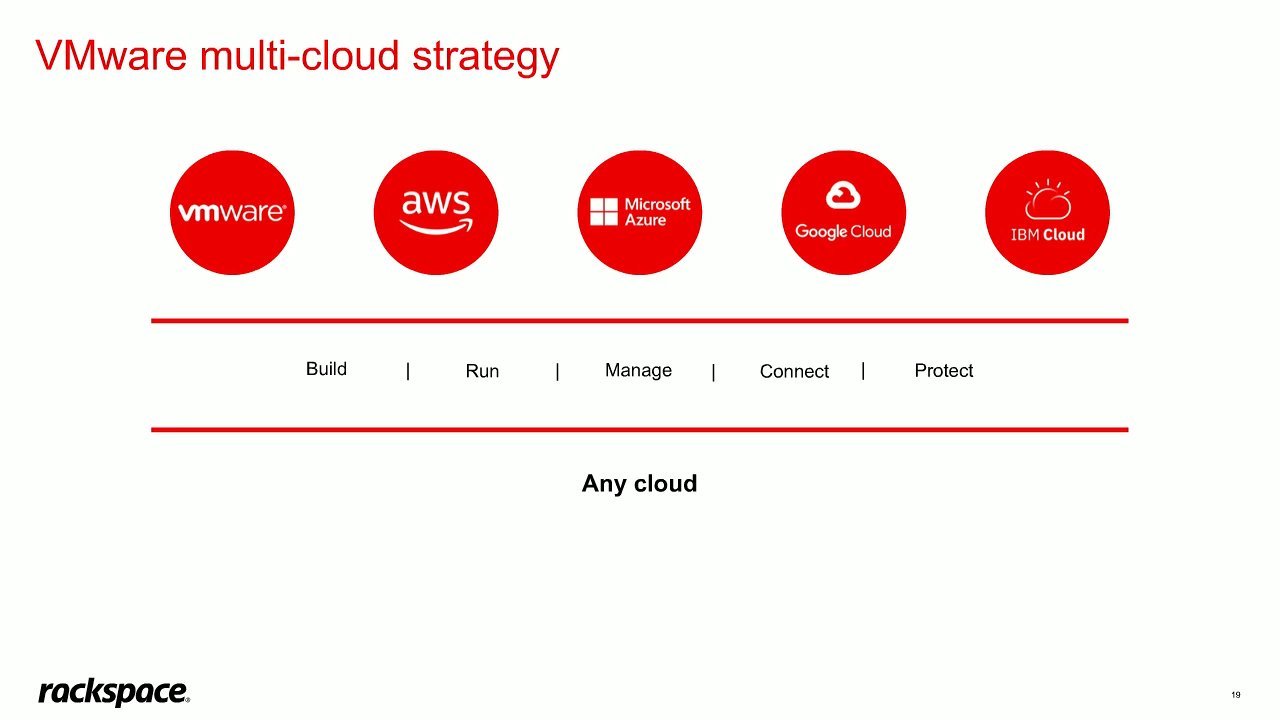 VMware multi-cloud strategy
vmware®
aws
Microsoft
Azure
Google Cloud
IBM Cloud
Build | Run | Manage | Connect | Protect
Any cloud
rackspace®
19